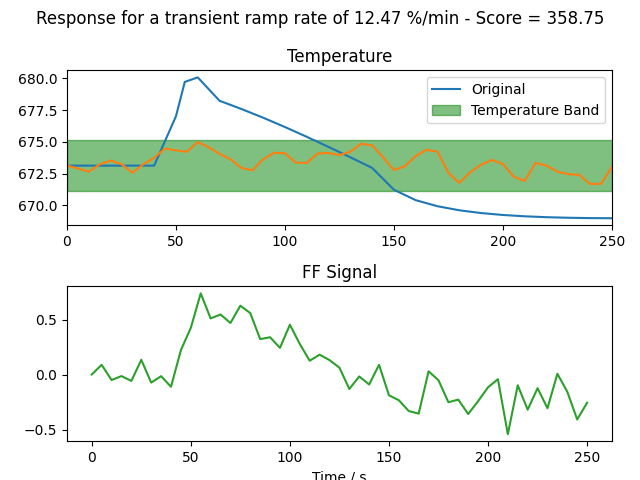 Response for a transient ramp rate of 12.47 %/min - Score = 358.75
Temperature
680.0
677.5
675.0
672.5
670.0
Original
Temperature Band
0 50 100 150 200 250
FF Signal
0.5
0.0
−0.5
0 50 100 150 200 250
Time / s